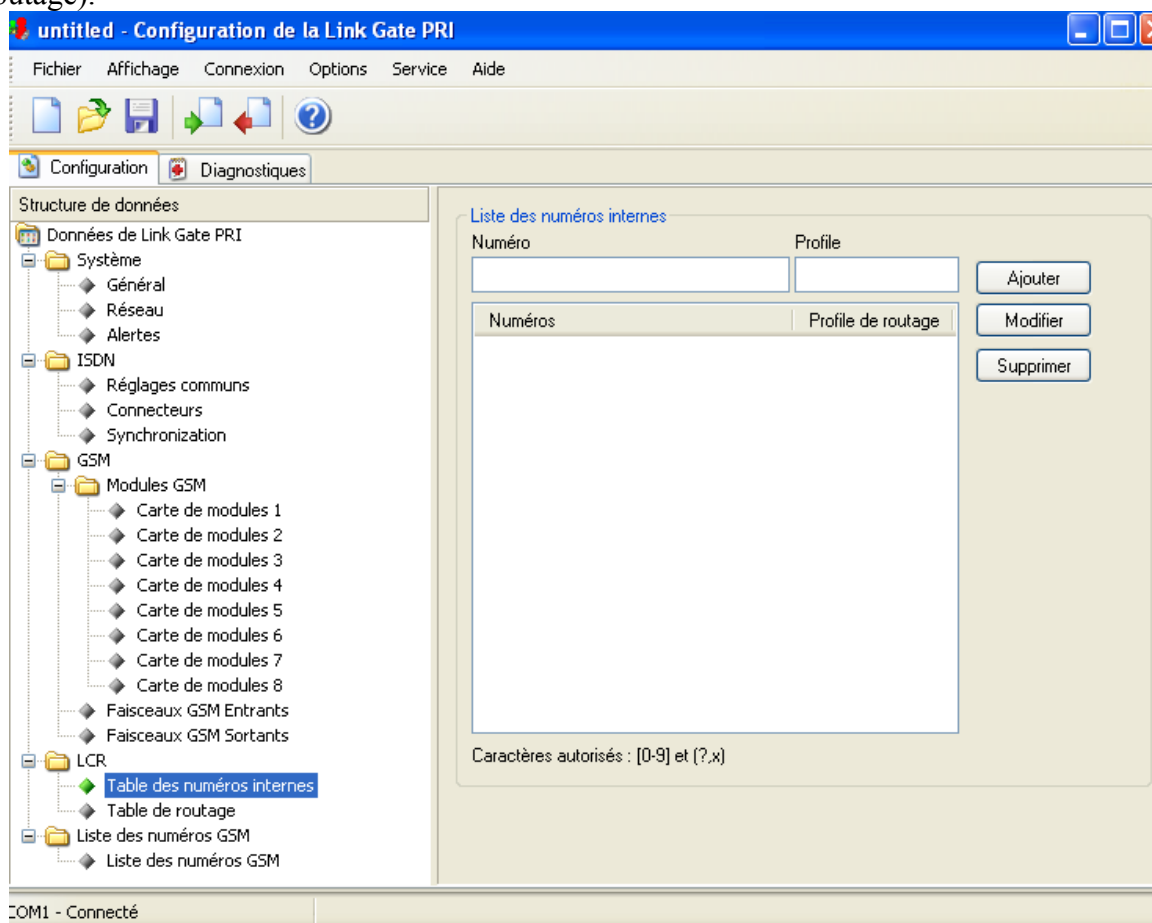 outage).
untitled - Configuration de la Link Gate PRI
Fichier Affichage Connexion Options Service Aide
Configuration Diagnostiques
Structure de données
Données de Link Gate PRI
Système
Général
Réseau
Alertes
ISDN
Réglages communs
Connecteurs
Synchronization
GSM
Modules GSM
Carte de modules 1
Carte de modules 2
Carte de modules 3
Carte de modules 4
Carte de modules 5
Carte de modules 6
Carte de modules 7
Carte de modules 8
Faisceaux GSM Entrants
Faisceaux GSM Sortants
LCR
Table des numéros internes
Table de routage
Liste des numéros GSM
Liste des numéros GSM
Liste des numéros internes
Numéro Profile
Ajouter
Numéros Profile de routage
Modifier
Supprimer
Caractères autorisés : [0-9] et (?,x)
COM1 - Connecté